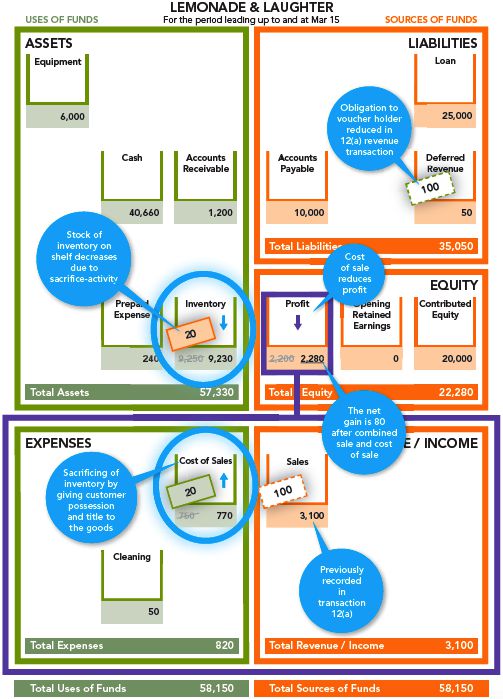 LEMONADE & LAUGHTER
USES OF FUNDS
For the period leading up to and at Mar 15
SOURCES OF FUNDS
ASSETS
LIABILITIES
Equipment
6,000
Loan
25,000
Obligation to
voucher holder
reduced in
12(a) revenue
transaction
Cash
40,660
Accounts
Receivable
1,200
Accounts
Payable
10,000
Deferred
Revenue
100
50
Stock of
inventory on
shelf decreases
due to
sacrifice-activity
Total Liabilities
35,050
Cost
of sale
reduces
profit
EQUITY
Prepaid
Expense
240
Inventory
20
9,250 9,230
Profit
2,200 2,280
Opening
Retained
Earnings
0
Contributed
Equity
20,000
Total Assets
57,330
Total Equity
22,280
The net
gain is 80
after combined
sale and cost
of sale
EXPENSES
E / INCOME
Sacrificing of
inventory by
giving customer
possession
and title to
the goods
Cost of Sales
20
750 770
Sales
100
3,100
Cleaning
50
Previously
recorded
in
transaction
12(a)
Total Expenses
820
Total Revenue / Income
3,100
Total Uses of Funds
58,150
Total Sources of Funds
58,150